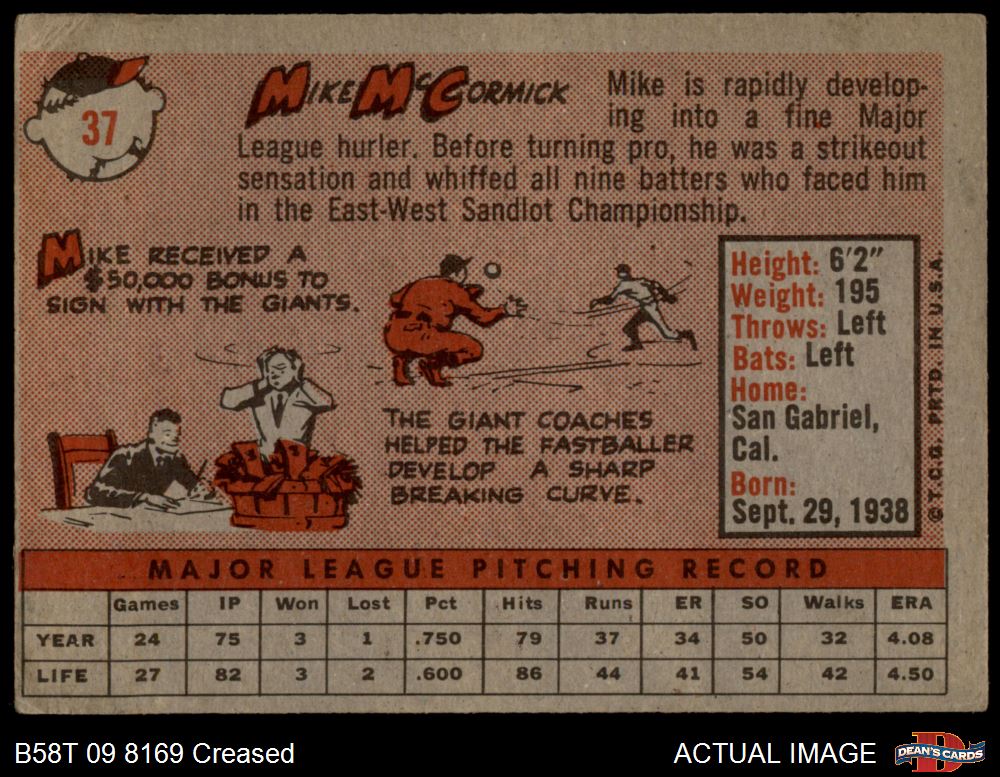 37
MIKE McCORMICK
Mike is rapidly develop-
ing into a fine Major
League hurler. Before turning pro, he was a strikeout
sensation and whiffed all nine batters who faced him
in the East-West Sandlot Championship.
MIKE RECEIVED A
$50,000 BONUS TO
SIGN WITH THE GIANTS.
THE GIANT COACHES
HELPED THE FASTBALLER
DEVELOP A SHARP
BREAKING CURVE.
Height: 6'2"
Weight: 195
Throws: Left
Bats: Left
Home:
San Gabriel,
Cal.
Born:
Sept. 29, 1938
© T.C.G. PRTD. IN U.S.A.
MAJOR LEAGUE PITCHING RECORD
Games IP Won Lost Pct Hits Runs ER SO Walks ERA
YEAR 24 75 3 1 .750 79 37 34 50 32 4.08
LIFE 27 82 3 2 .600 86 44 41 54 42 4.50
B58T 09 8169 Creased ACTUAL IMAGE DEAN'S CARDS